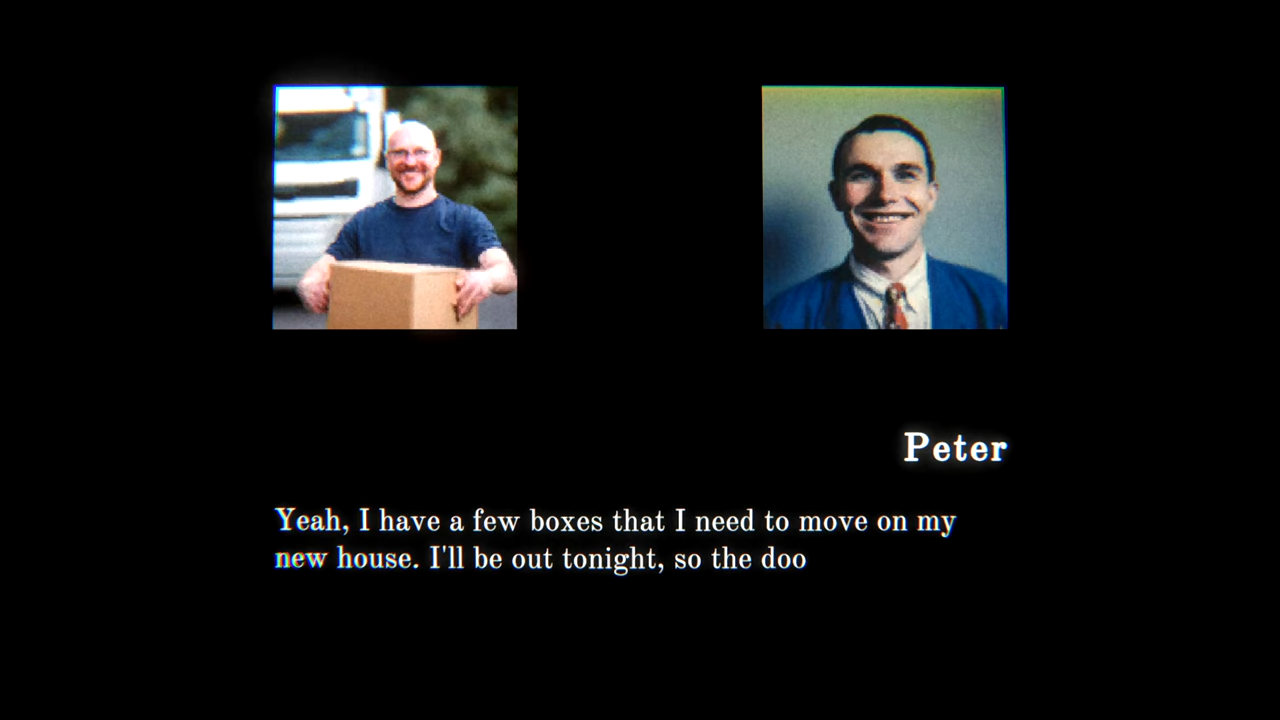 Peter
Yeah, I have a few boxes that I need to move on my
new house. I'll be out tonight, so the doo